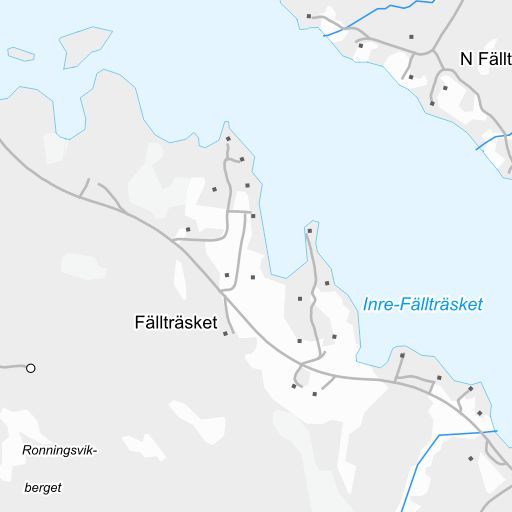 N Fällt
Inre-Fällträsket
Fällträsket
Ronningsvik-
berget